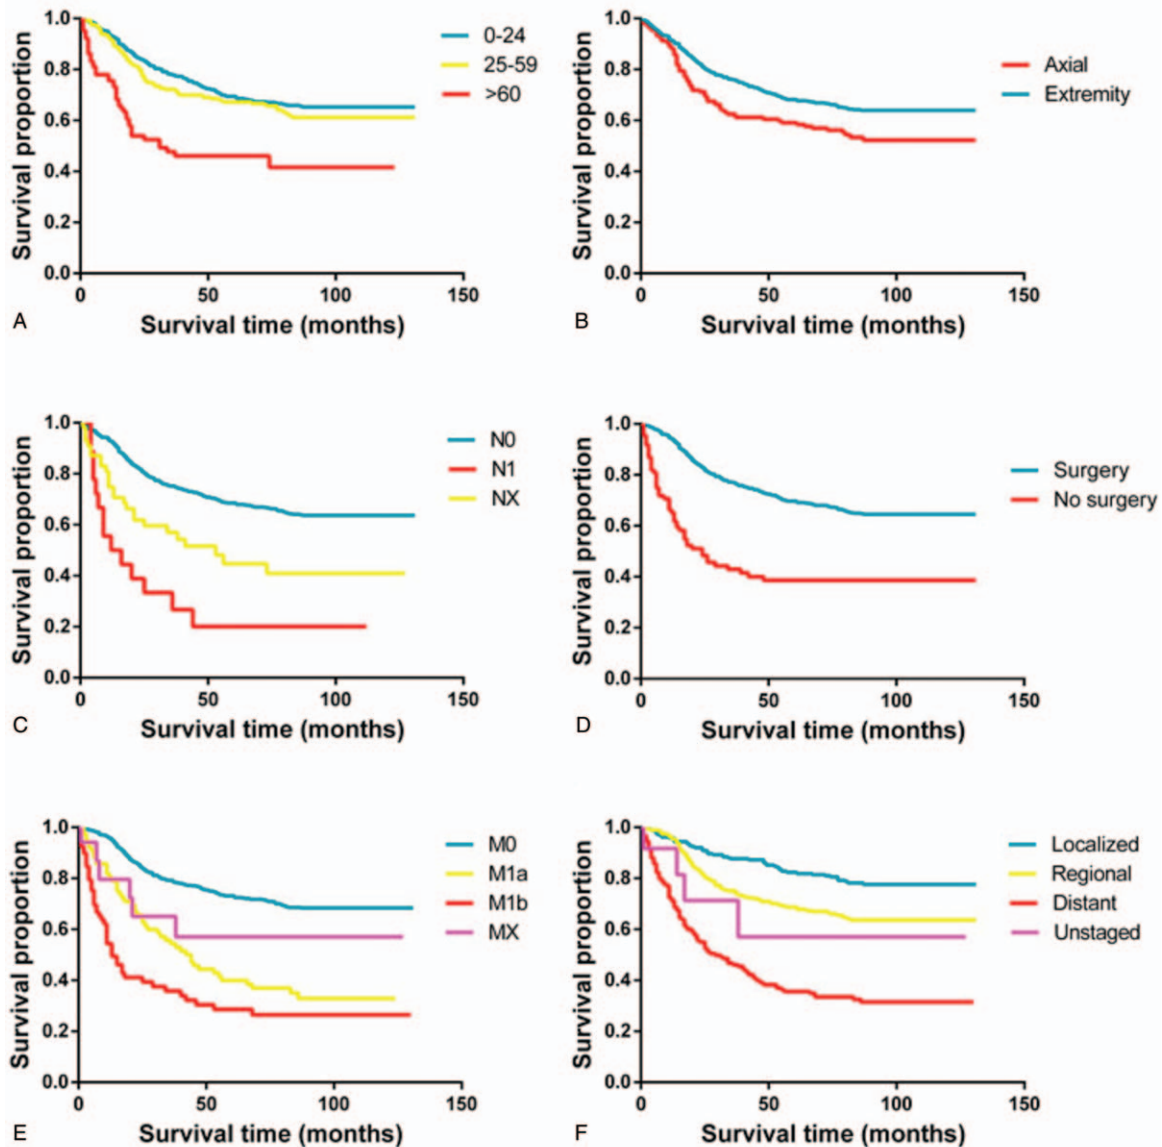 1.0
0.8
0.6
0.4
0.2
0.0
0
50
100
150
Survival proportion
Survival time (months)
0-24
25-59
>60
A
1.0
0.8
0.6
0.4
0.2
0.0
0
50
100
150
Survival proportion
Survival time (months)
Axial
Extremity
B
1.0
0.8
0.6
0.4
0.2
0.0
0
50
100
150
Survival proportion
Survival time (months)
N0
N1
NX
C
1.0
0.8
0.6
0.4
0.2
0.0
0
50
100
150
Survival proportion
Survival time (months)
Surgery
No surgery
D
1.0
0.8
0.6
0.4
0.2
0.0
0
50
100
150
Survival proportion
Survival time (months)
M0
M1a
M1b
MX
E
1.0
0.8
0.6
0.4
0.2
0.0
0
50
100
150
Survival proportion
Survival time (months)
Localized
Regional
Distant
Unstaged
F